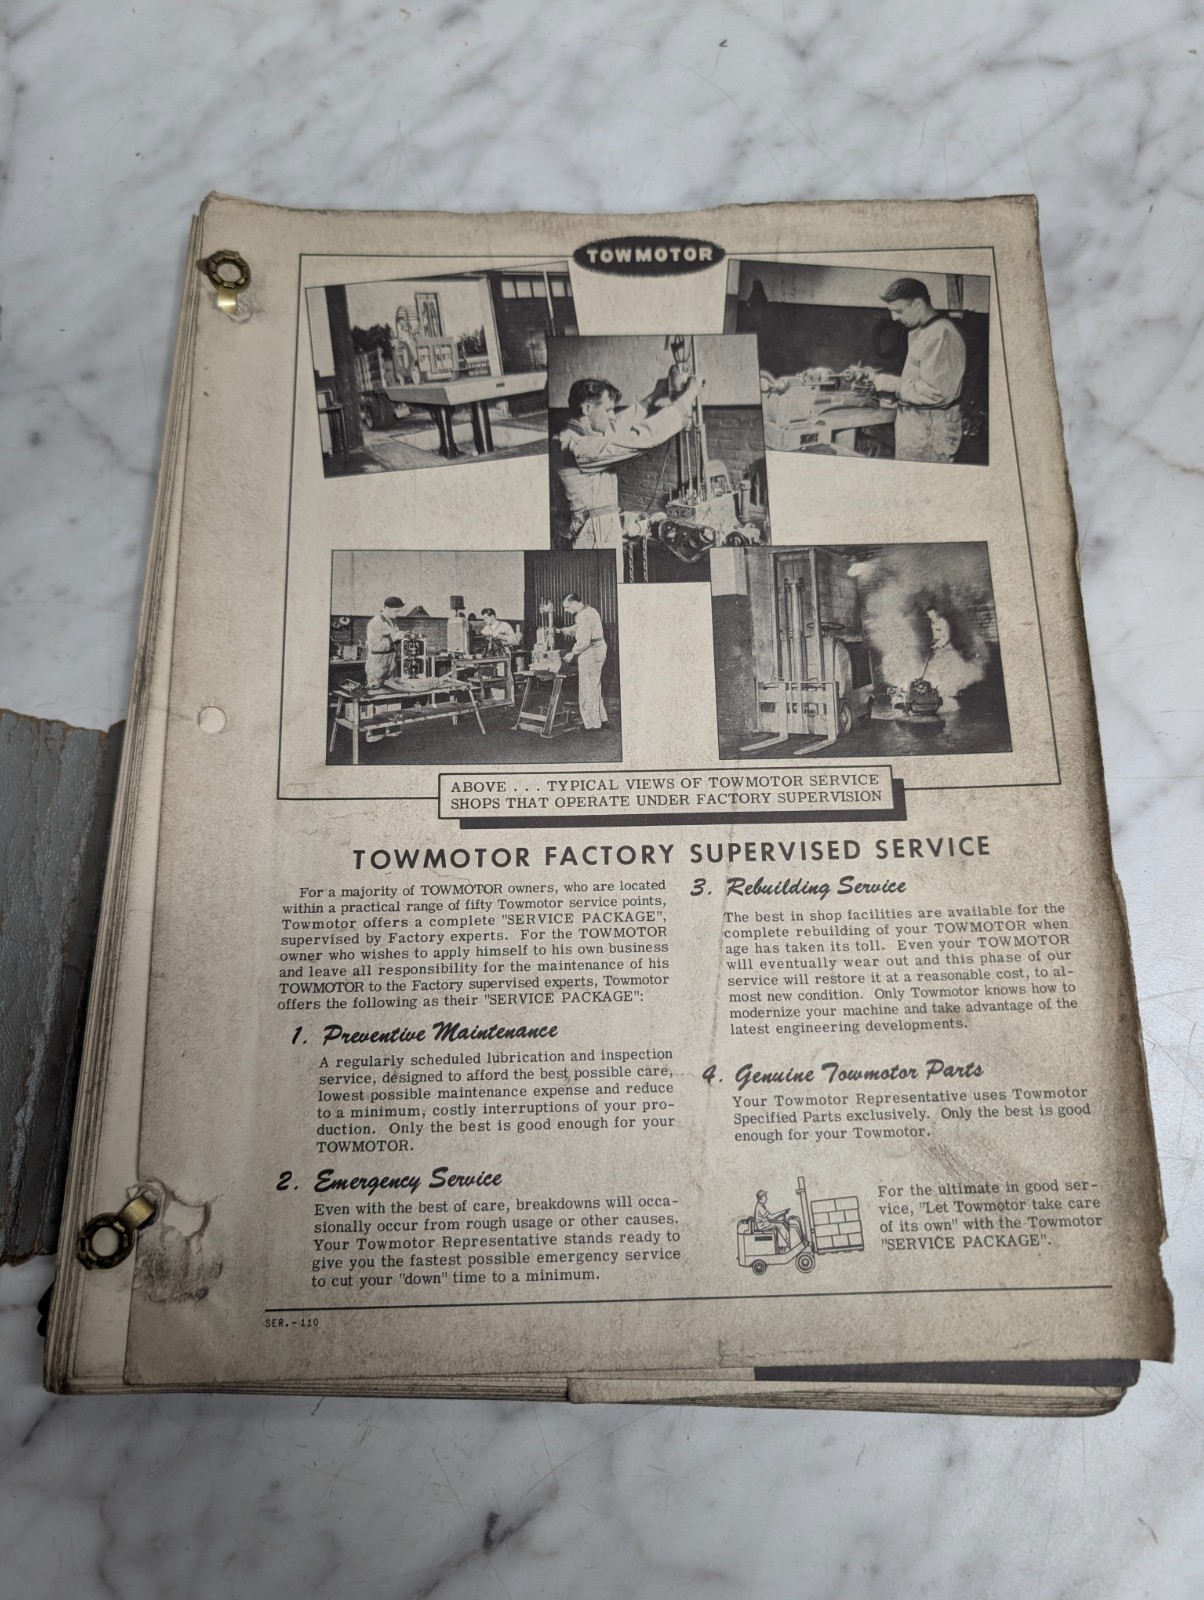 TOWMOTOR
ABOVE . . . TYPICAL VIEWS OF TOWMOTOR SERVICE
SHOPS THAT OPERATE UNDER FACTORY SUPERVISION
TOWMOTOR FACTORY SUPERVISED SERVICE
For a majority of TOWMOTOR owners, who are located
within a practical range of fifty Towmotor service points,
Towmotor offers a complete "SERVICE PACKAGE",
supervised by Factory experts. For the TOWMOTOR
owner who wishes to apply himself to his own business
and leave all responsibility for the maintenance of his
TOWMOTOR to the Factory supervised experts, Towmotor
offers the following as their "SERVICE PACKAGE":
1. Preventive Maintenance
A regularly scheduled lubrication and inspection
service, designed to afford the best possible care,
lowest possible maintenance expense and reduce
to a minimum, costly interruptions of your pro-
duction. Only the best is good enough for your
TOWMOTOR.
2. Emergency Service
Even with the best of care, breakdowns will occa-
sionally occur from rough usage or other causes.
Your Towmotor Representative stands ready to
give you the fastest possible emergency service
to cut your "down" time to a minimum.
3. Rebuilding Service
The best in shop facilities are available for the
complete rebuilding of your TOWMOTOR when
age has taken its toll. Even your TOWMOTOR
will eventually wear out and this phase of our
service will restore it at a reasonable cost, to al-
most new condition. Only Towmotor knows how to
modernize your machine and take advantage of the
latest engineering developments.
4. Genuine Towmotor Parts
Your Towmotor Representative uses Towmotor
Specified Parts exclusively. Only the best is good
enough for your Towmotor.
For the ultimate in good ser-
vice, "Let Towmotor take care
of its own" with the Towmotor
"SERVICE PACKAGE".
SER.-110